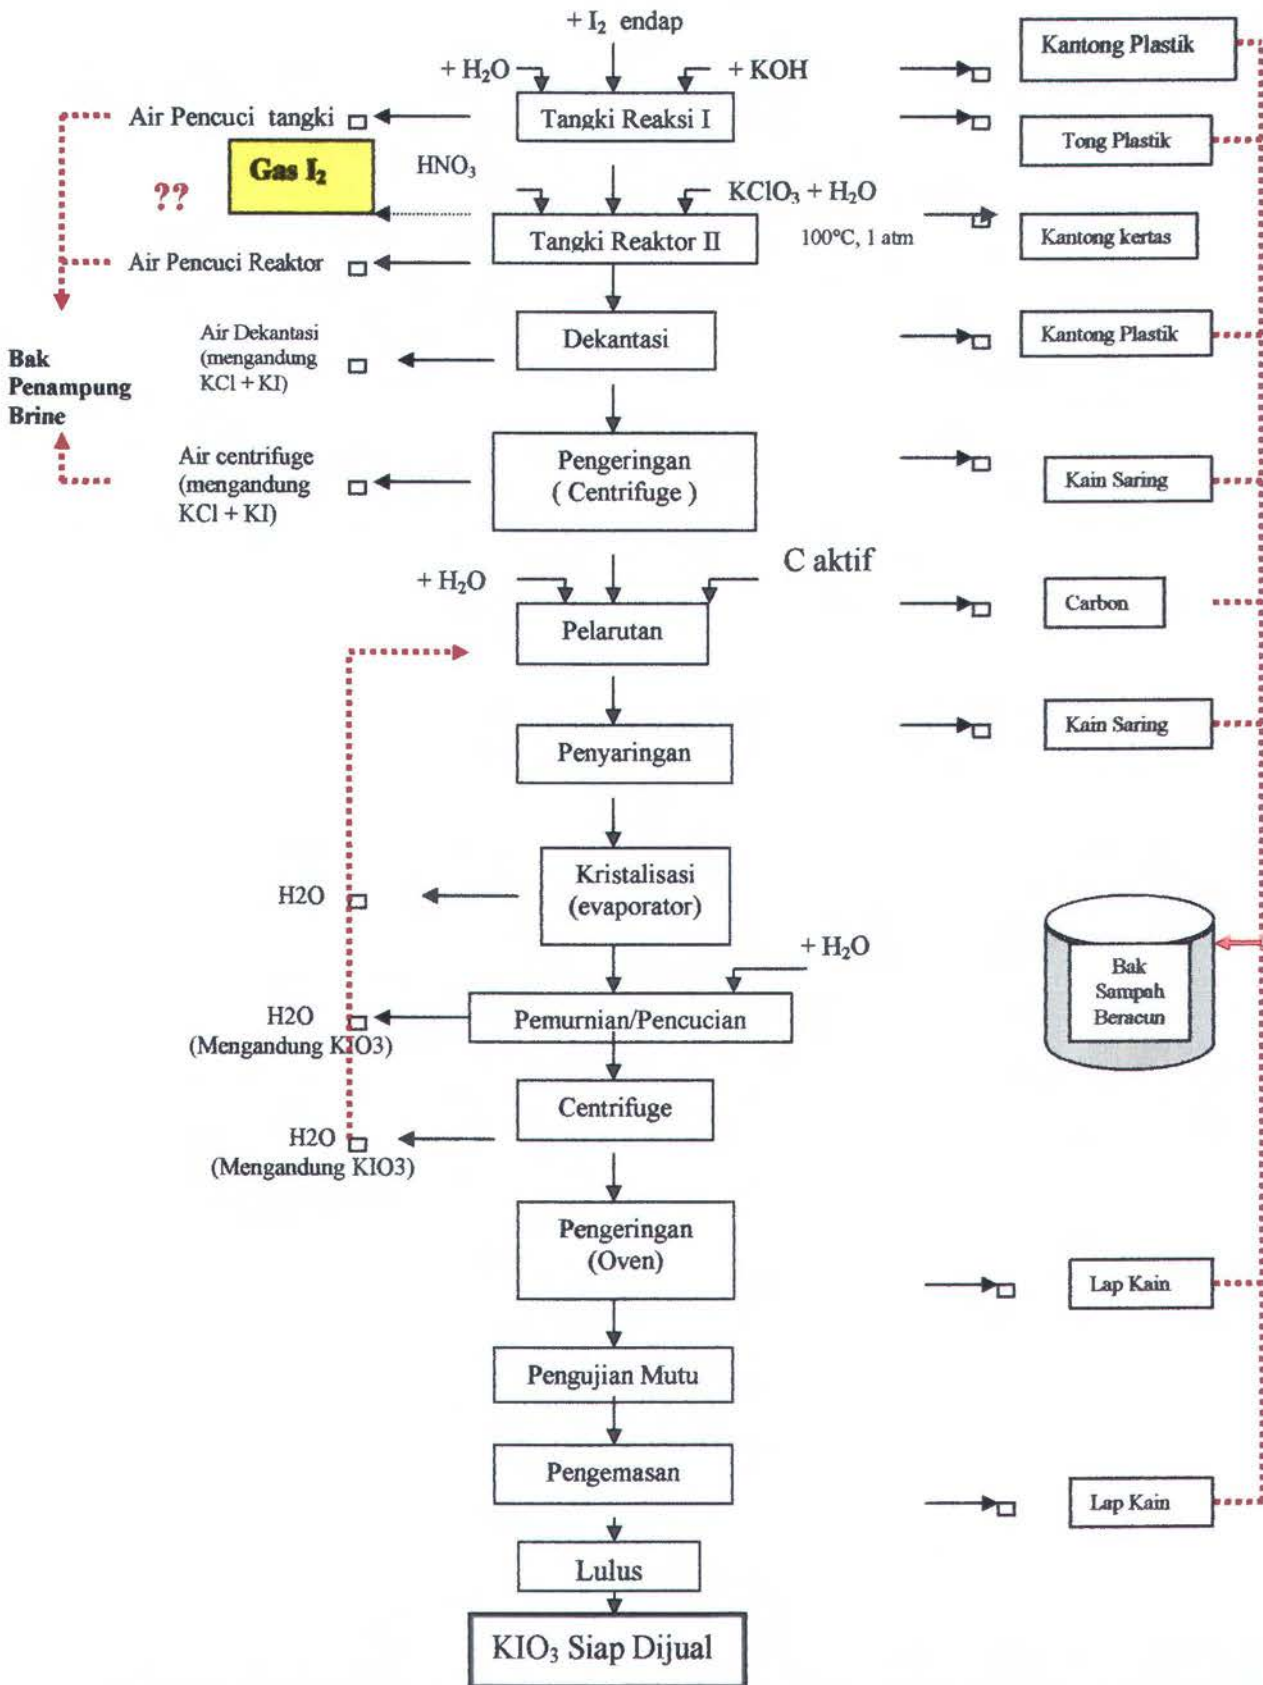 + I₂ endap
+ H₂O
+ KOH
Kantong Plastik
Air Pencuci tangki
Tangki Reaksi I
Tong Plastik
Gas I₂
??
HNO₃
KClO₃ + H₂O
100°C, 1 atm
Kantong kertas
Tangki Reaktor II
Air Pencuci Reaktor
Bak
Penampung
Brine
Air Dekantasi
(mengandung
KCl + KI)
Dekantasi
Kantong Plastik
Air centrifuge
(mengandung
KCl + KI)
Pengeringan
( Centrifuge )
Kain Saring
+ H₂O
C aktif
Pelarutan
Carbon
Penyaringan
Kain Saring
H2O
Kristalisasi
(evaporator)
+ H₂O
Bak
Sampah
Beracun
H2O
(Mengandung KIO3)
Pemurnian/Pencucian
Centrifuge
H2O
(Mengandung KIO3)
Pengeringan
(Oven)
Lap Kain
Pengujian Mutu
Pengemasan
Lap Kain
Lulus
KIO₃ Siap Dijual